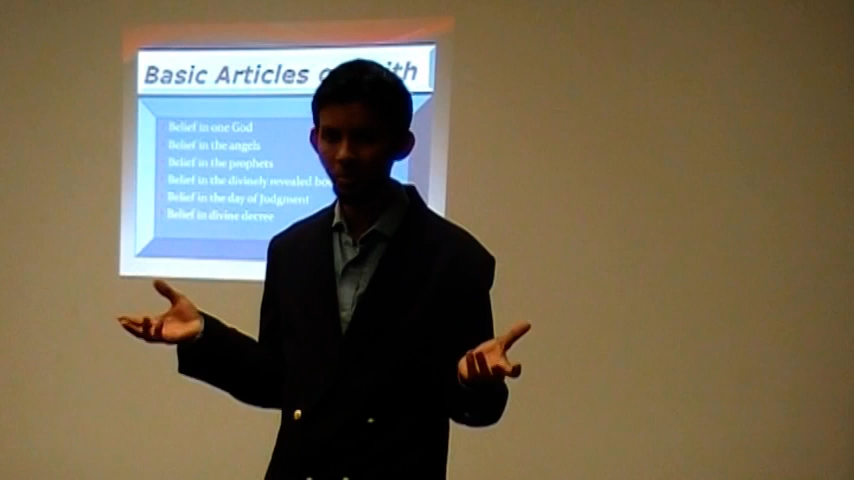 Basic Articles
Belief in one God
Belief in the angels
Belief in the prophets
Belief in the divinely revealed
Belief in the day of Judgment
Belief in divine decree